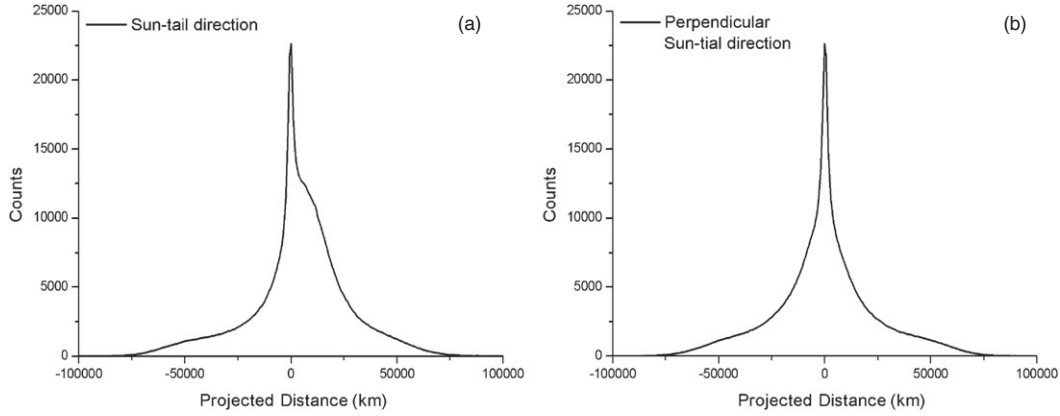 25000
20000
15000
10000
5000
0
Counts
Sun-tail direction
(a)
-100000 -50000 0 50000 100000
Projected Distance (km)
25000
20000
15000
10000
5000
0
Counts
Perpendicular
Sun-tial direction
(b)
-100000 -50000 0 50000 100000
Projected Distance (km)